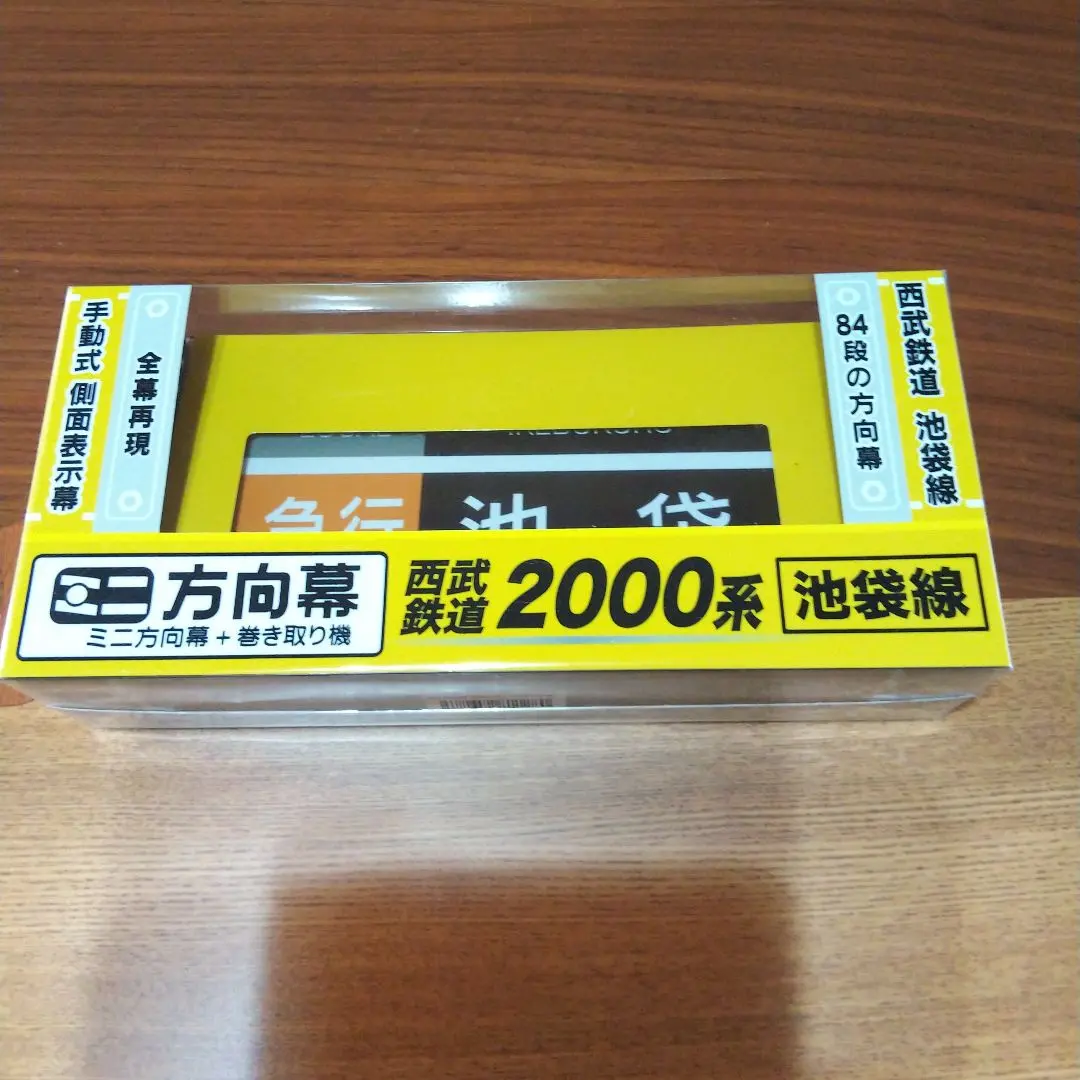 手動式 側面表示幕
全幕再現
84段の方向幕
西武鉄道 池袋線
急行 池 袋
ミニ方向幕
ミニ方向幕+巻き取り機
西武鉄道2000系 池袋線